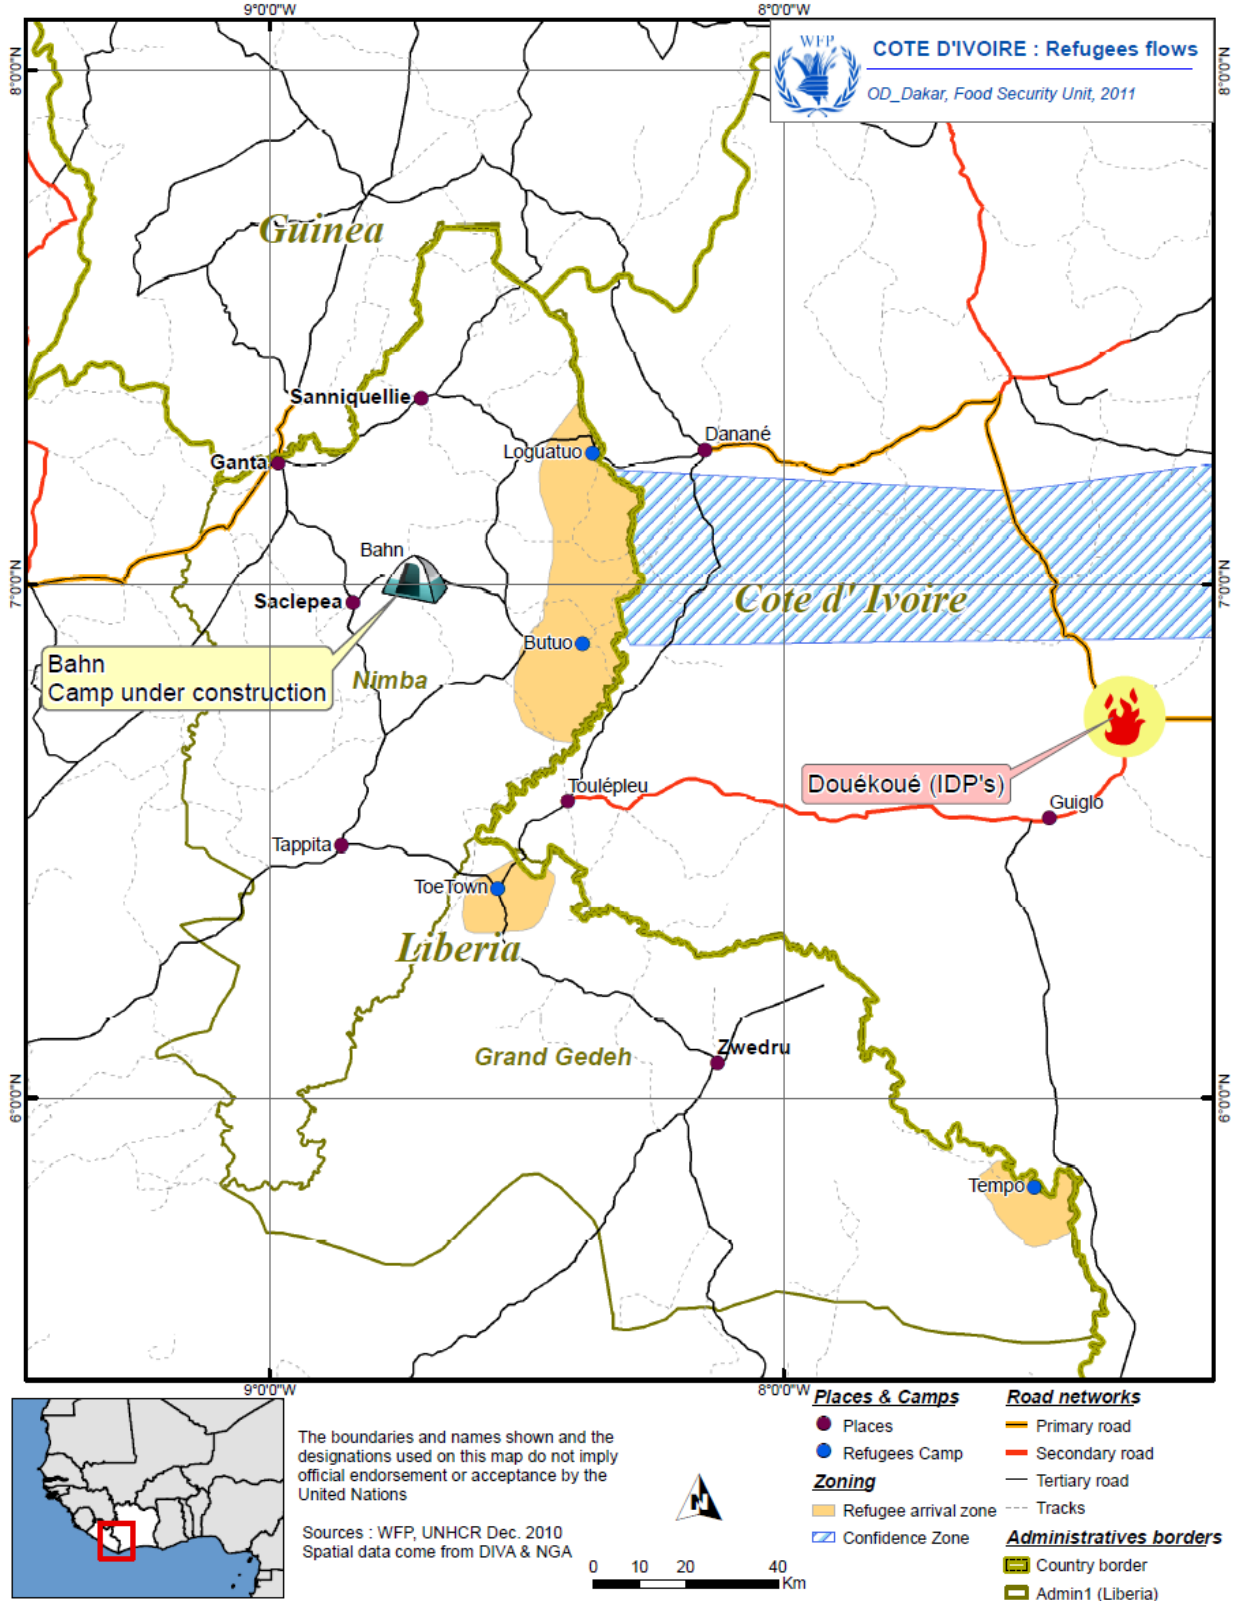 9°0'0"W
8°0'0"W
8°0'0"N
8°0'0"N
WFP
COTE D'IVOIRE : Refugees flows
OD_Dakar, Food Security Unit, 2011
Guinea
Sanniquellie
Danané
Loguatuo
Ganta
Bahn
7°0'0"N
7°0'0"N
Saclepea
Cote d' Ivoire
Butuo
Bahn
Camp under construction
Nimba
Douékoué (IDP's)
Toulépleu
Guiglo
Tappita
ToeTown
Liberia
Zwedru
Grand Gedeh
6°0'0"N
6°0'0"N
Tempo
9°0'0"W
8°0'0"W
The boundaries and names shown and the
designations used on this map do not imply
official endorsement or acceptance by the
United Nations
Sources : WFP, UNHCR Dec. 2010
Spatial data come from DIVA & NGA
N
0 10 20 40
Km
Places & Camps
Places
Refugees Camp
Zoning
Refugee arrival zone
Confidence Zone
Road networks
Primary road
Secondary road
Tertiary road
Tracks
Administratives borders
Country border
Admin1 (Liberia)